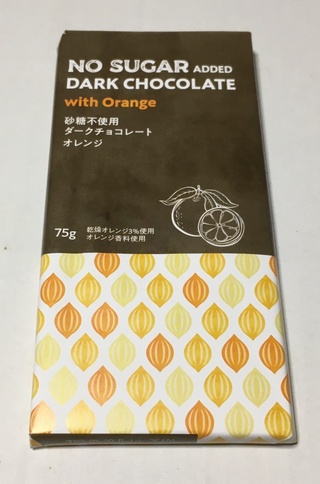 NO SUGAR ADDED
DARK CHOCOLATE
with Orange
砂糖不使用
ダークチョコレート
オレンジ
75g
乾燥オレンジ3%使用
オレンジ香料使用